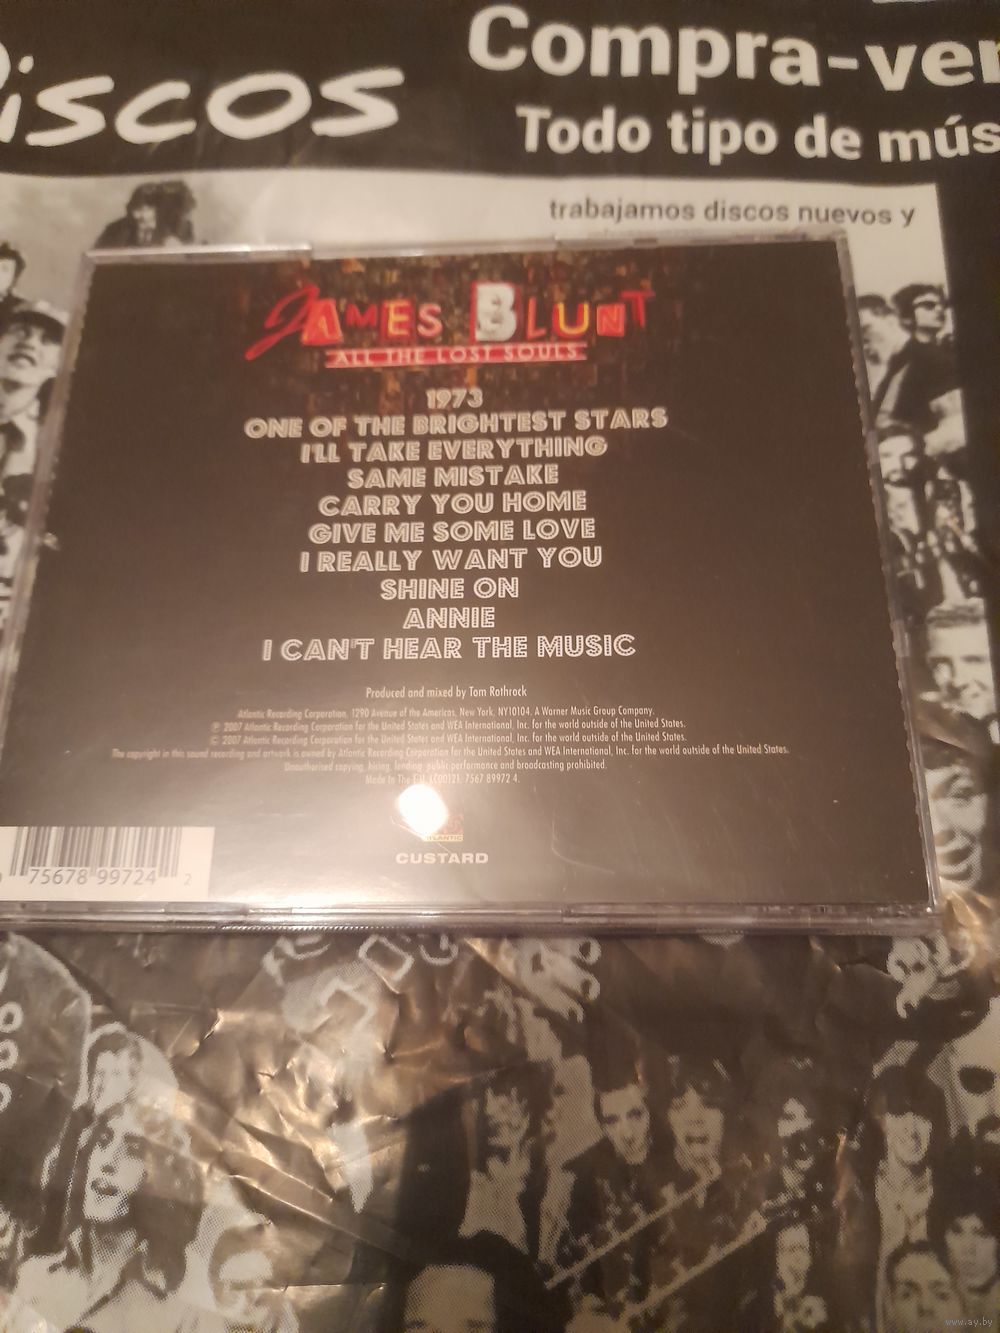 Discos
Compra-ven
Todo tipo de mús
trabajamos discos nuevos y
JAMES BLUNT
ALL THE LOST SOULS
1973
ONE OF THE BRIGHTEST STARS
I'LL TAKE EVERYTHING
SAME MISTAKE
CARRY YOU HOME
GIVE ME SOME LOVE
I REALLY WANT YOU
SHINE ON
ANNIE
I CAN'T HEAR THE MUSIC
Produced and mixed by Tom Rothrock
Atlantic Recording Corporation, 1290 Avenue of the Americas, New York, NY10104. A Warner Music Group Company.
℗ 2007 Atlantic Recording Corporation for the United States and WEA International, Inc. for the world outside of the United States.
© 2007 Atlantic Recording Corporation for the United States and WEA International, Inc. for the world outside of the United States.
The copyright in this sound recording and artwork is owned by Atlantic Recording Corporation for the United States and WEA International, Inc. for the world outside of the United States.
Unauthorised copying, hiring, lending, public performance and broadcasting prohibited.
Made In The EU. LC00121. 7567 89972 4.
ATLANTIC
CUSTARD
75678 99724 2
www.ay.by